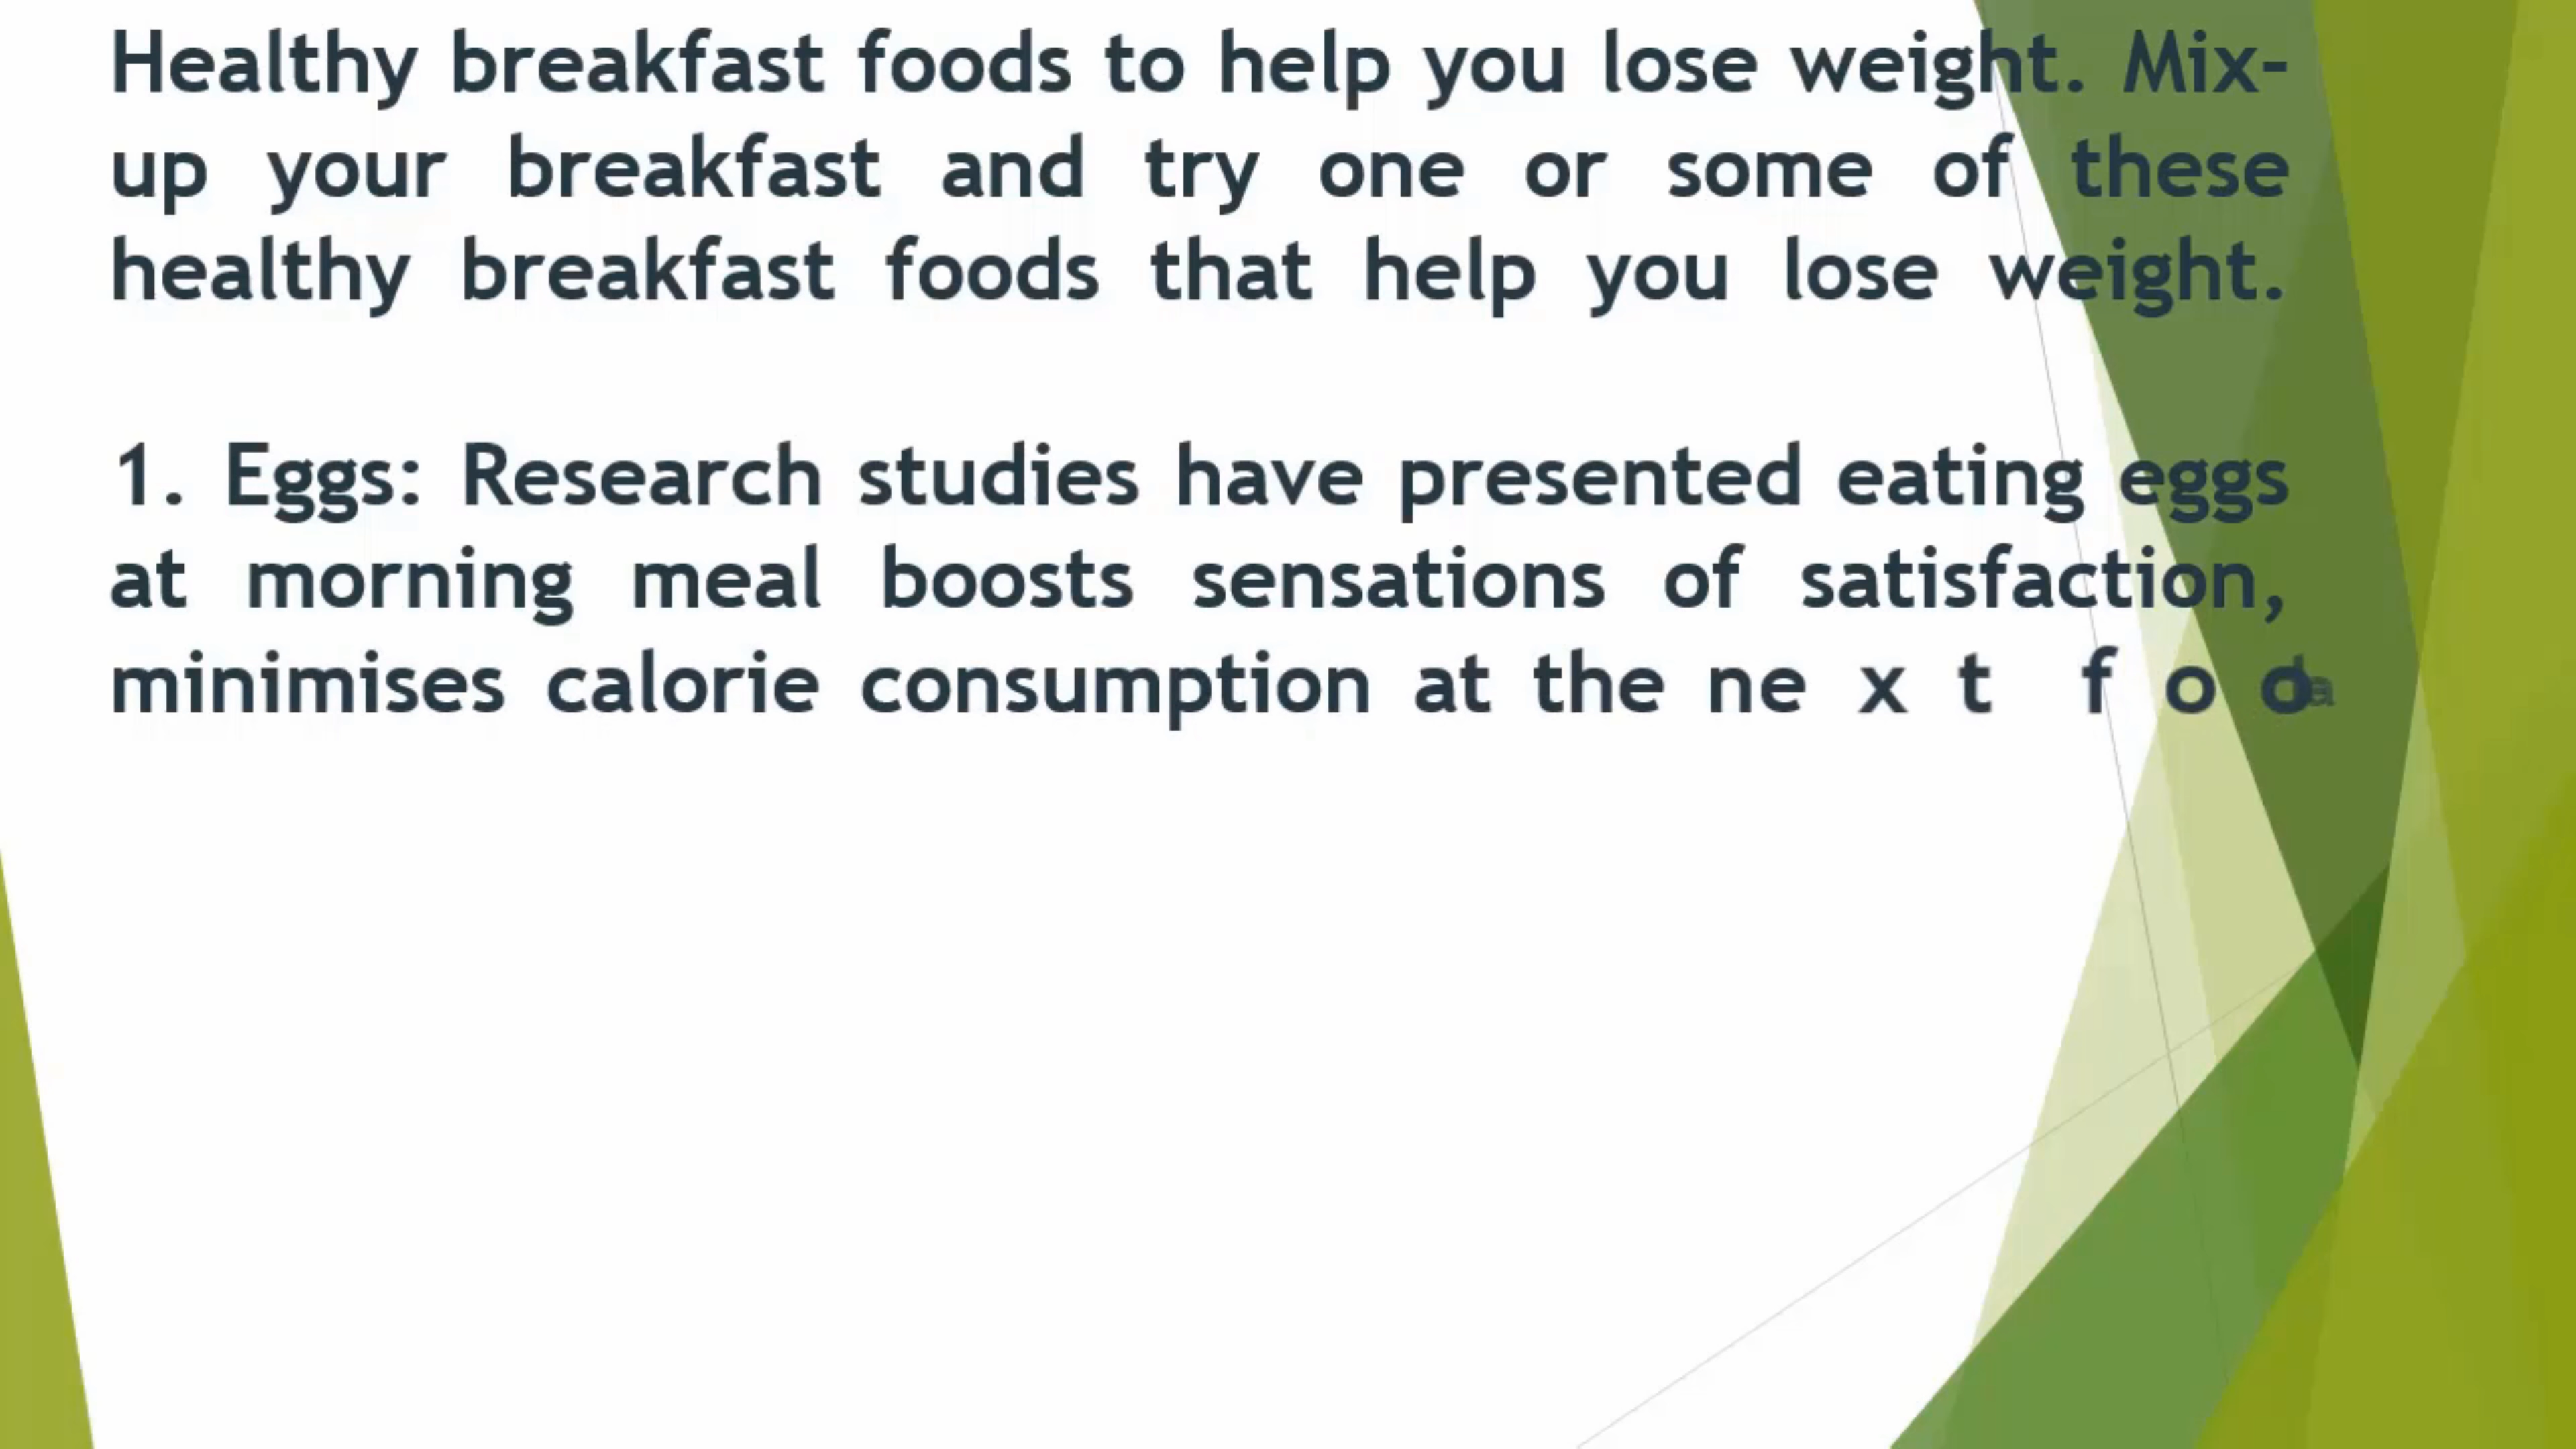 Healthy breakfast foods to help you lose weight. Mix-
up your breakfast and try one or some of these
healthy breakfast foods that help you lose weight.
1. Eggs: Research studies have presented eating eggs
at morning meal boosts sensations of satisfaction,
minimises calorie consumption at the next